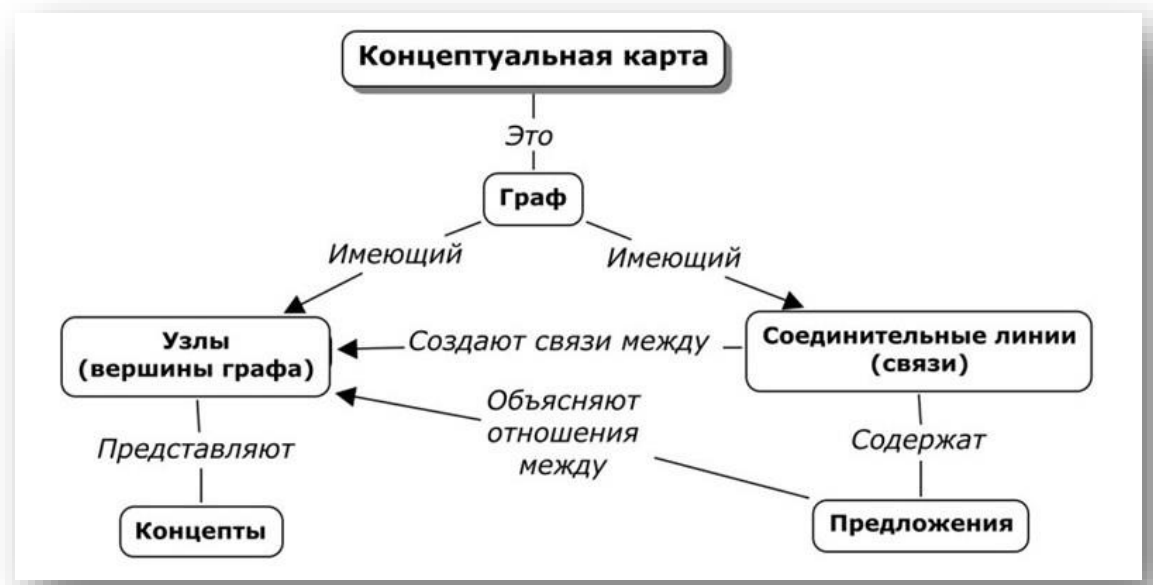 Концептуальная карта
Это
Граф
Имеющий
Имеющий
Узлы
(вершины графа)
Создают связи между
Соединительные линии
(связи)
Объясняют
отношения
между
Представляют
Содержат
Концепты
Предложения